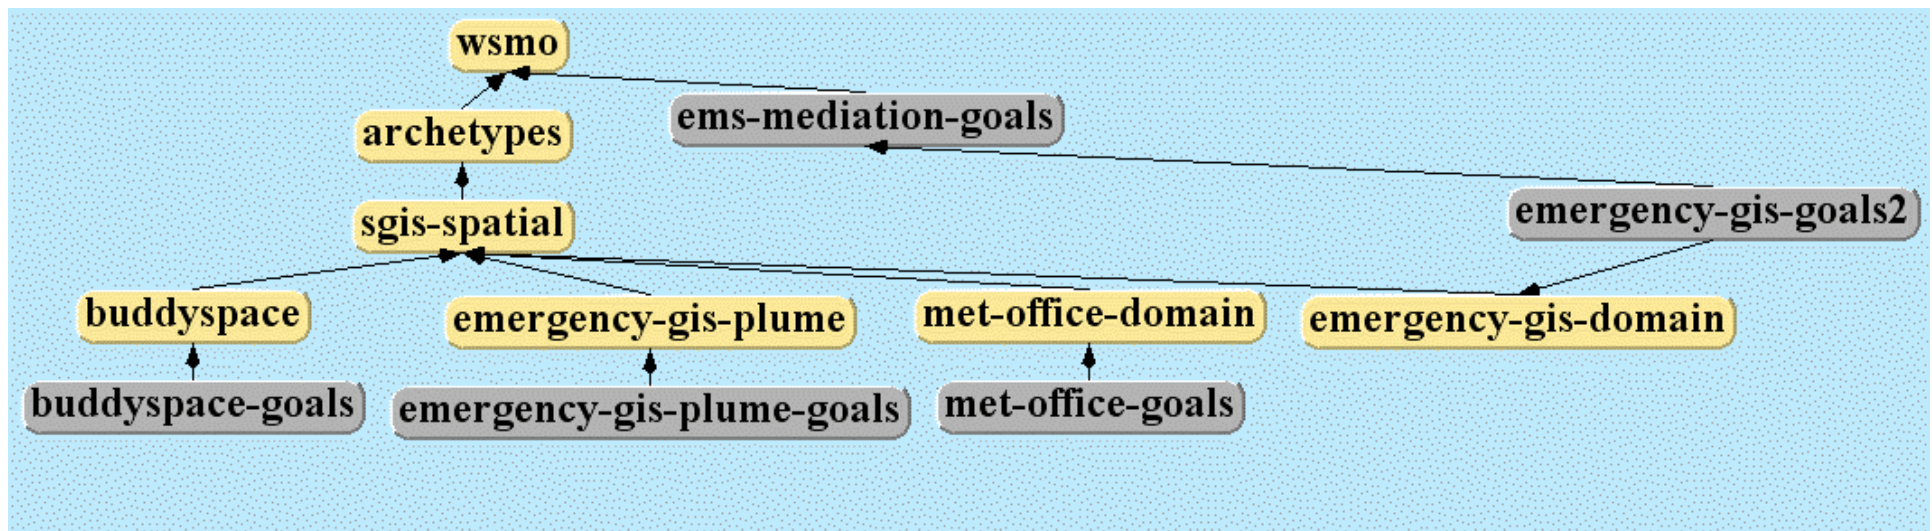 wsmo
ems-mediation-goals
archetypes
emergency-gis-goals2
sgis-spatial
buddyspace
emergency-gis-plume
met-office-domain
emergency-gis-domain
buddyspace-goals
emergency-gis-plume-goals
met-office-goals